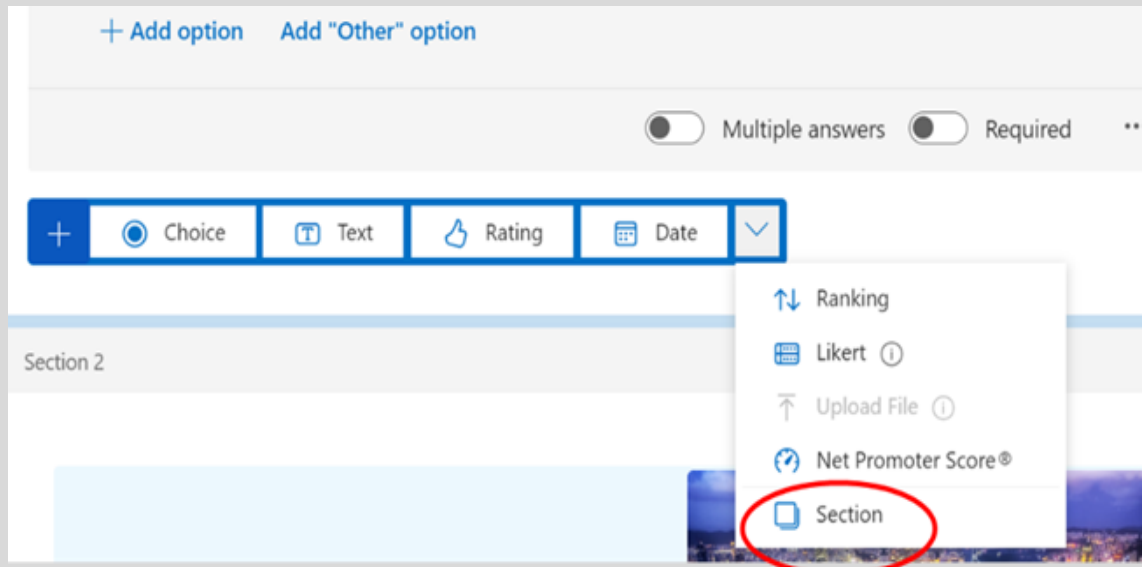 + Add option Add "Other" option
Multiple answers Required ..
+ Choice Text Rating Date
Ranking
Likert
Section 2
Upload File
Net Promoter Score®
Section